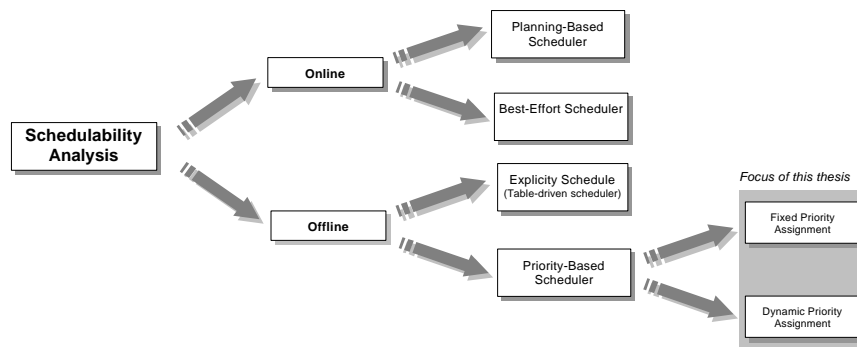 Planning-Based
Scheduler
Online
Best-Effort Scheduler
Schedulability
Analysis
Explicity Schedule
(Table-driven scheduler)
Focus of this thesis
Fixed Priority
Assignment
Offline
Priority-Based
Scheduler
Dynamic Priority
Assignment